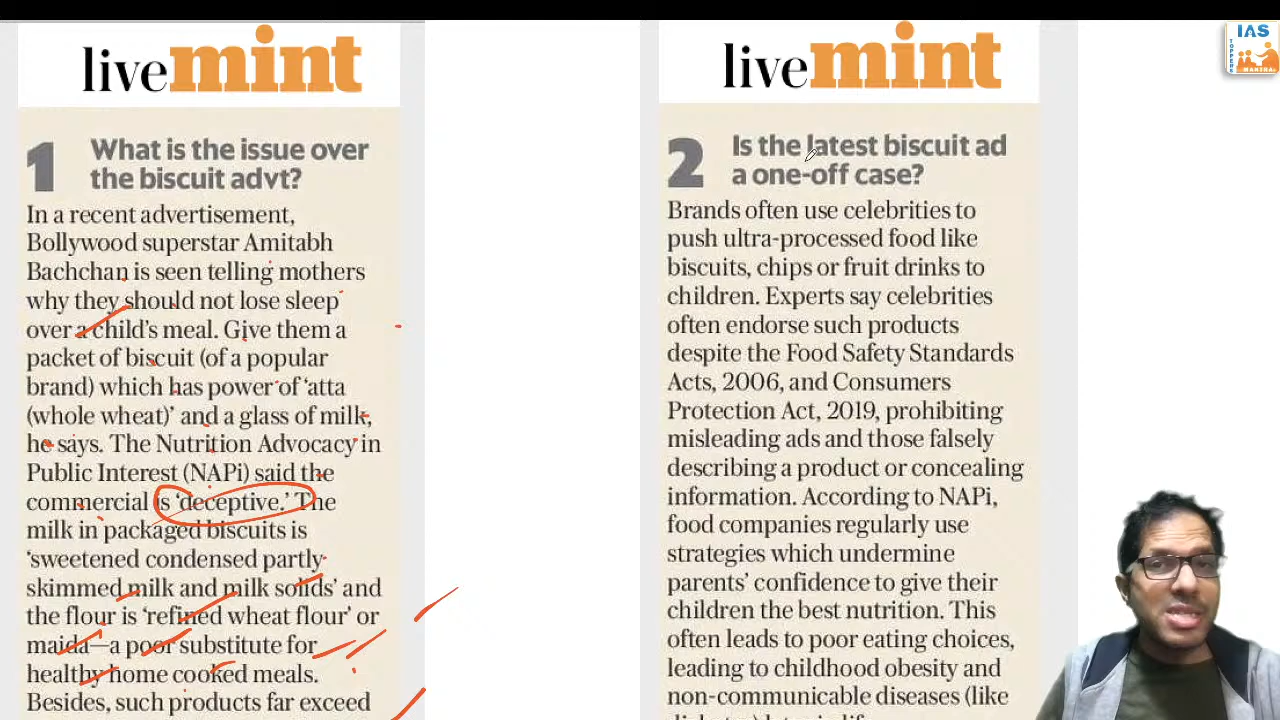 livemint
1 What is the issue over
the biscuit advt?
In a recent advertisement,
Bollywood superstar Amitabh
Bachchan is seen telling mothers
why they should not lose sleep
over a child's meal. Give them a
packet of biscuit (of a popular
brand) which has power of 'atta
(whole wheat)' and a glass of milk,
he says. The Nutrition Advocacy in
Public Interest (NAPi) said the
commercial is 'deceptive.' The
milk in packaged biscuits is
'sweetened condensed partly
skimmed milk and milk solids' and
the flour is 'refined wheat flour' or
maida—a poor substitute for
healthy home cooked meals.
Besides, such products far exceed
livemint
2 Is the latest biscuit ad
a one-off case?
Brands often use celebrities to
push ultra-processed food like
biscuits, chips or fruit drinks to
children. Experts say celebrities
often endorse such products
despite the Food Safety Standards
Acts, 2006, and Consumers
Protection Act, 2019, prohibiting
misleading ads and those falsely
describing a product or concealing
information. According to NAPi,
food companies regularly use
strategies which undermine
parents' confidence to give their
children the best nutrition. This
often leads to poor eating choices,
leading to childhood obesity and
non-communicable diseases (like
IAS
TOPPERS
MANTRA